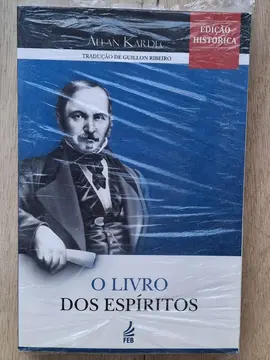 ALLAN KARDEC
TRADUÇÃO DE GUILLON RIBEIRO
EDIÇÃO
HISTÓRICA
O LIVRO
DOS ESPÍRITOS
FEB